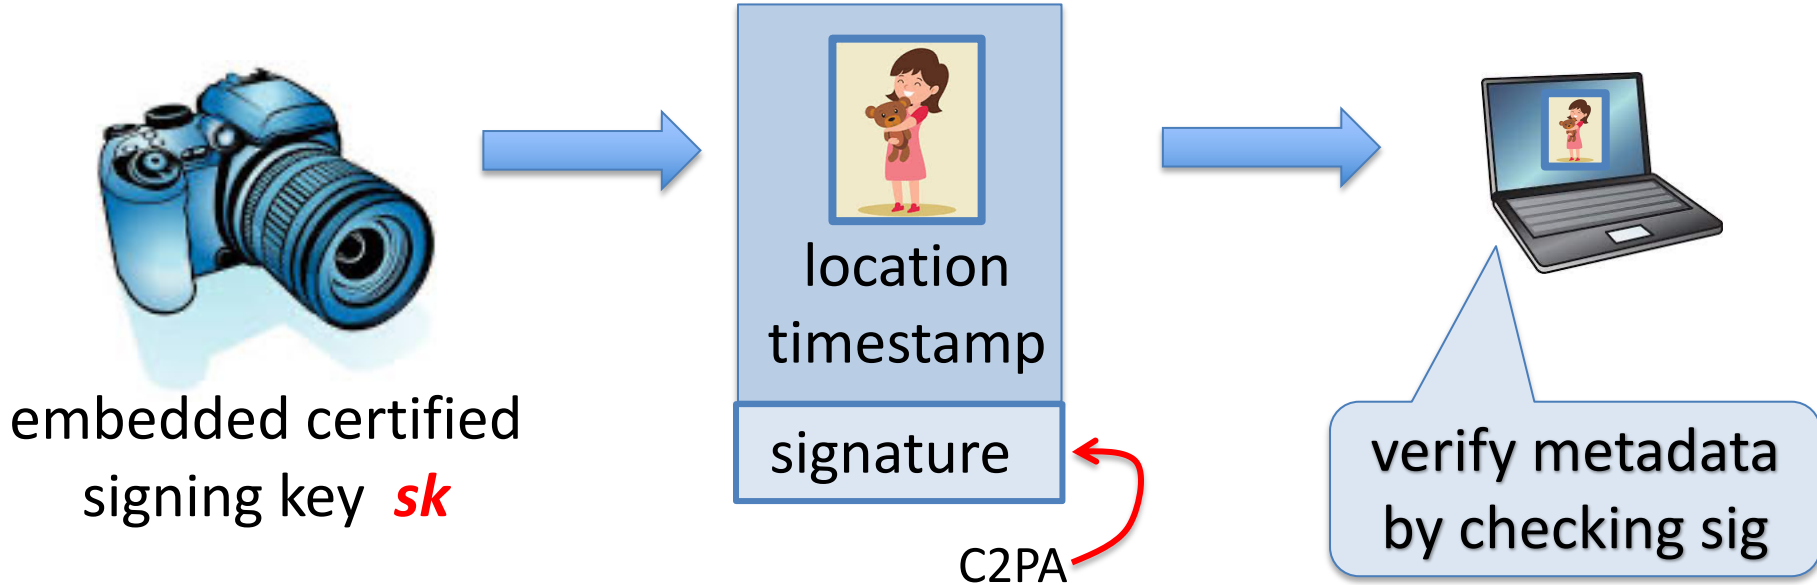 embedded certified
signing key sk
location
timestamp
signature
C2PA
verify metadata
by checking sig